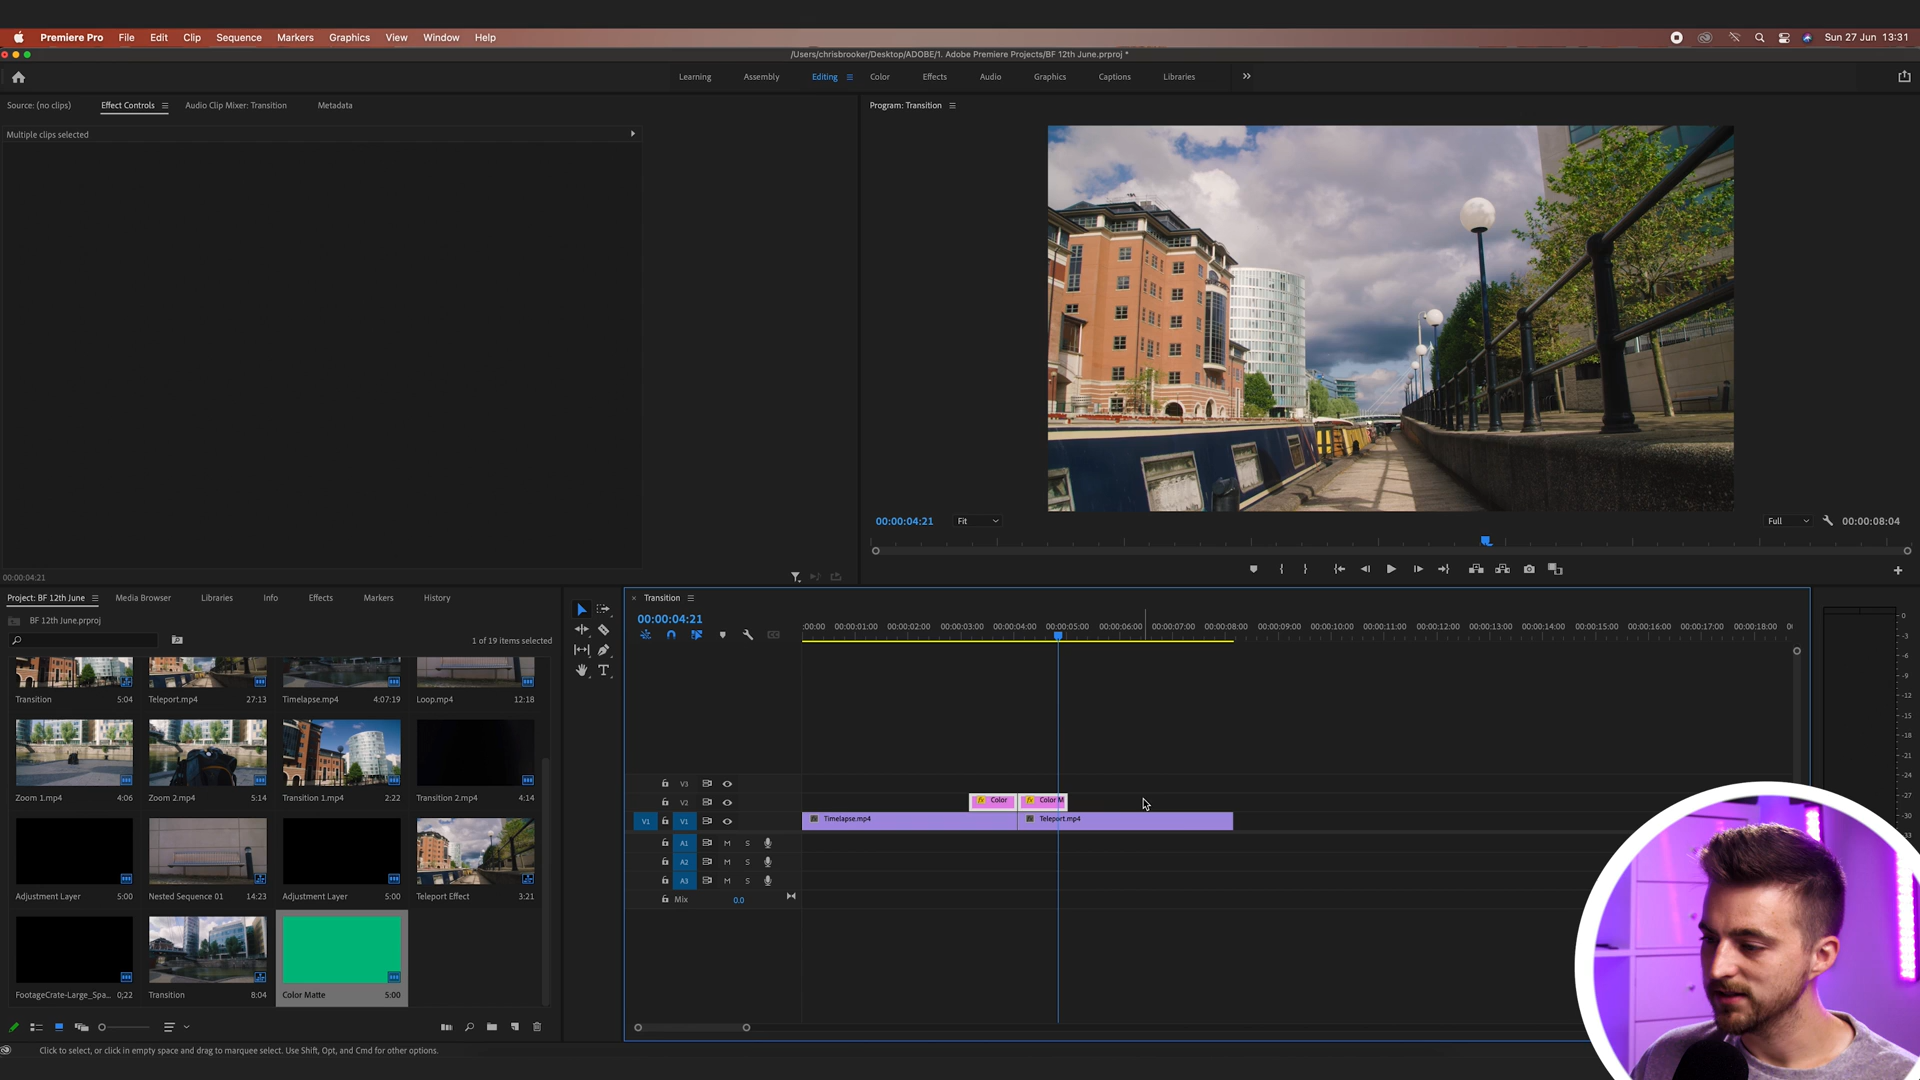 Premiere Pro File Edit Clip Sequence Markers Graphics View Window Help Sun 27 Jun 13:31
/Users/chrisbrooker/Desktop/ADOBE/1. Adobe Premiere Projects/BF 12th June.prproj *
Learning Assembly Editing Color Effects Audio Graphics Captions Libraries
Source: (no clips) Effect Controls Audio Clip Mixer: Transition Metadata
Program: Transition
Multiple clips selected
00:00:04:21 Fit Full 00:00:08:04
00:00:04:21
Project: BF 12th June Media Browser Libraries Info Effects Markers History
BF 12th June.prproj
1 of 19 items selected
Transition 5:04 Teleport.mp4 27:13 Timelapse.mp4 4:07:19 Loop.mp4 12:18
Zoom 1.mp4 4:06 Zoom 2.mp4 5:14 Transition 1.mp4 2:22 Transition 2.mp4 4:14
Adjustment Layer 5:00 Nested Sequence 01 14:23 Adjustment Layer 5:00 Teleport Effect 3:21
FootageCrate-Large_Spa... 0;22 Transition 8:04 Color Matte 5:00
Transition
00:00:04:21
:00:00 00:00:01:00 00:00:02:00 00:00:03:00 00:00:04:00 00:00:05:00 00:00:06:00 00:00:07:00 00:00:08:00 00:00:09:00 00:00:10:00 00:00:11:00 00:00:12:00 00:00:13:00 00:00:14:00 00:00:15:00 00:00:16:00 00:00:17:00 00:00:18:00
V3
V2 fx Color fx Color M
V1 V1 Timelapse.mp4 Teleport.mp4
A1 M S
A2 M S
A3 M S
Mix 0.0
0
-3
-6
-9
-12
-15
-18
-21
-24
-27
-30
-33
Click to select, or click in empty space and drag to marquee select. Use Shift, Opt, and Cmd for other options.